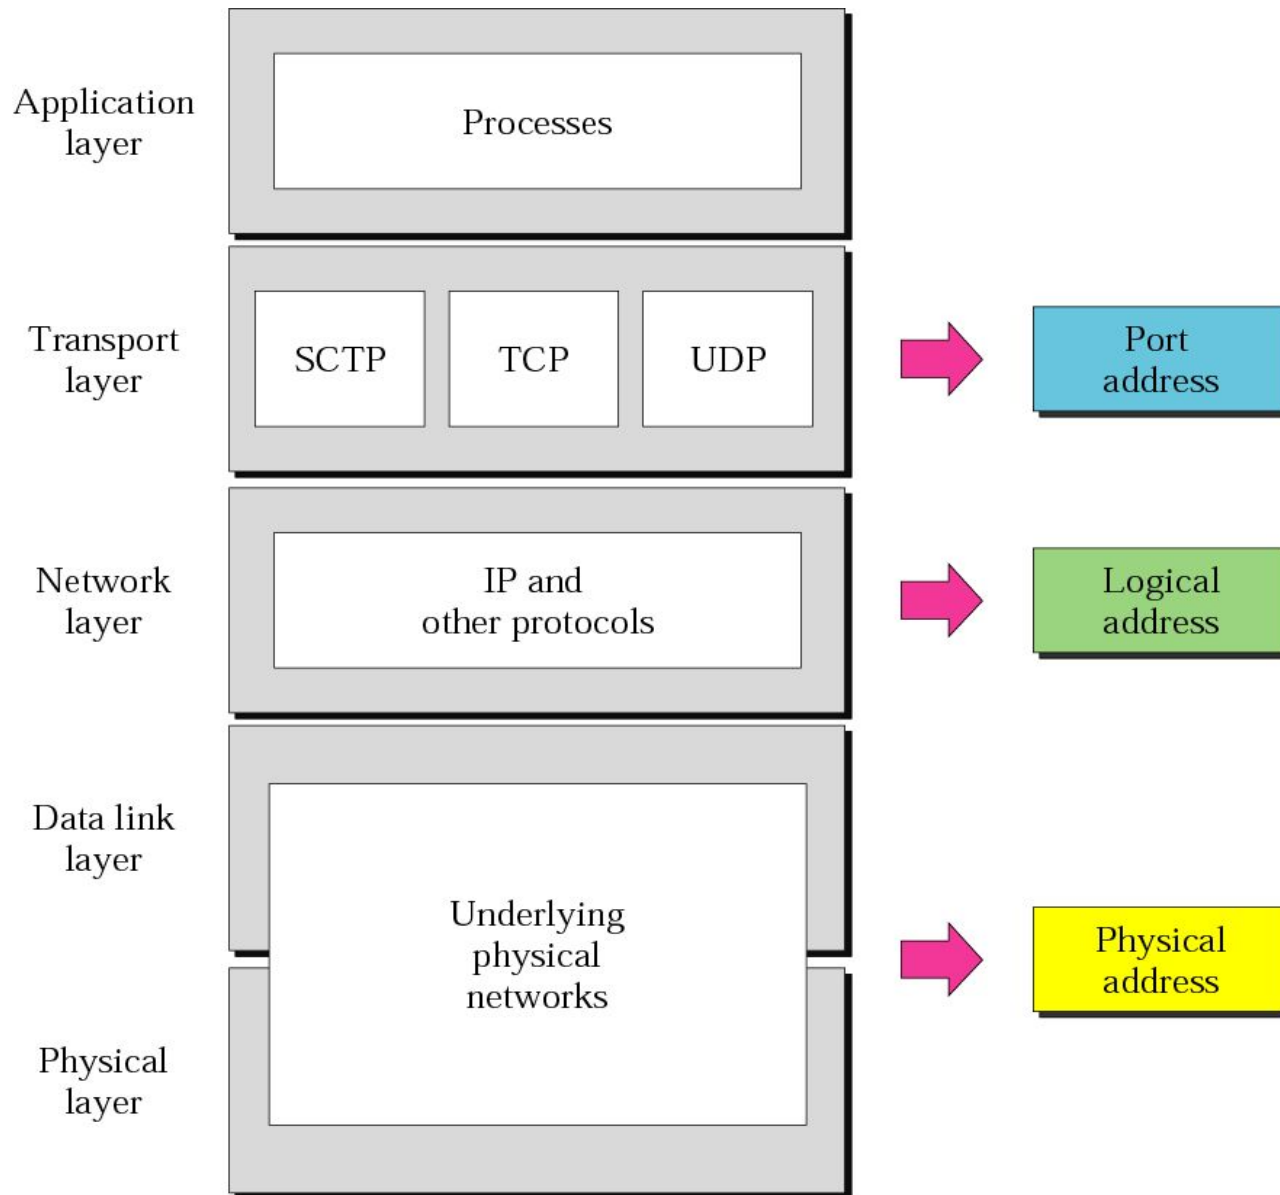 Application
layer
Processes
Transport
layer
SCTP
TCP
UDP
Port
address
Network
layer
IP and
other protocols
Logical
address
Data link
layer
Underlying
physical
networks
Physical
address
Physical
layer